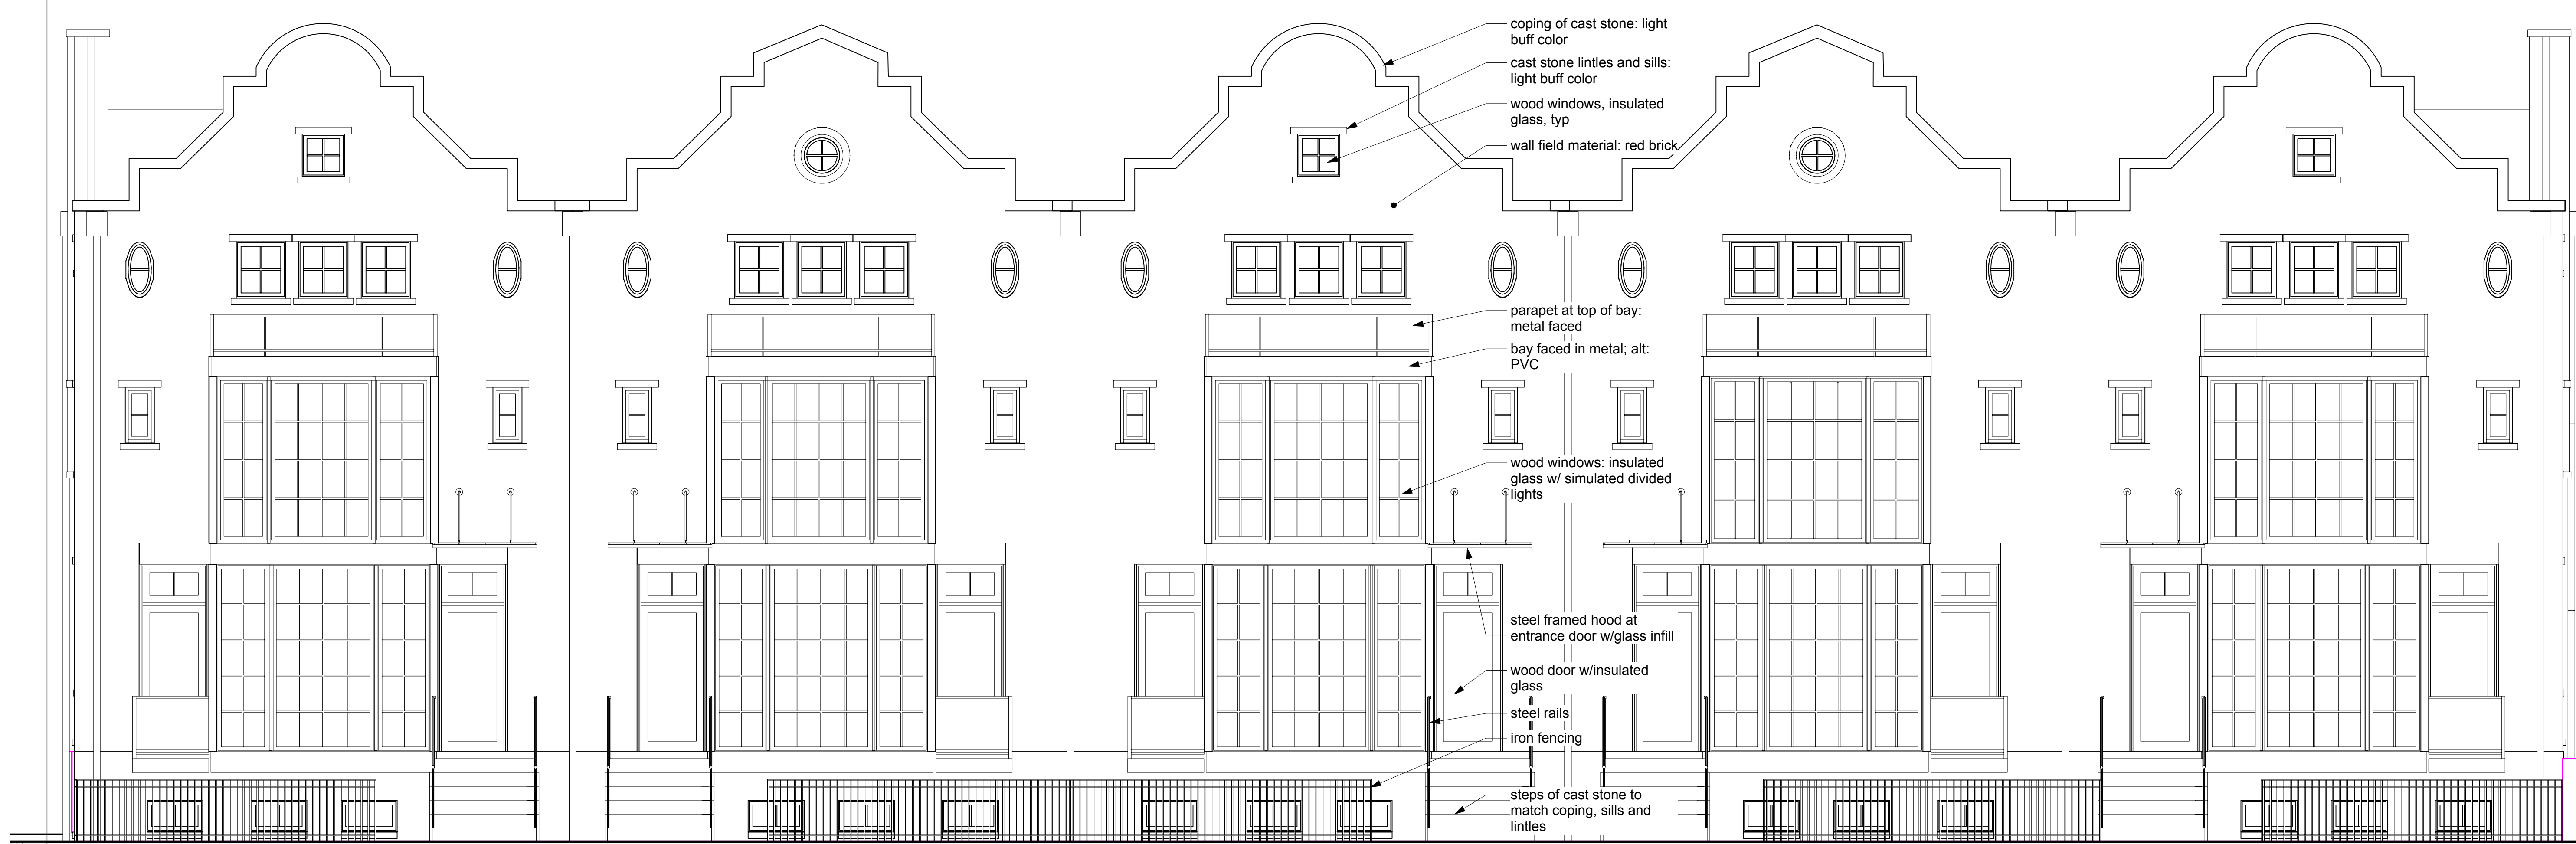 coping of cast stone: light
buff color
cast stone lintles and sills:
light buff color
wood windows, insulated
glass, typ
wall field material: red brick
parapet at top of bay:
metal faced
bay faced in metal; alt:
PVC
wood windows: insulated
glass w/ simulated divided
lights
steel framed hood at
entrance door w/glass infill
wood door w/insulated
glass
steel rails
iron fencing
steps of cast stone to
match coping, sills and
lintles